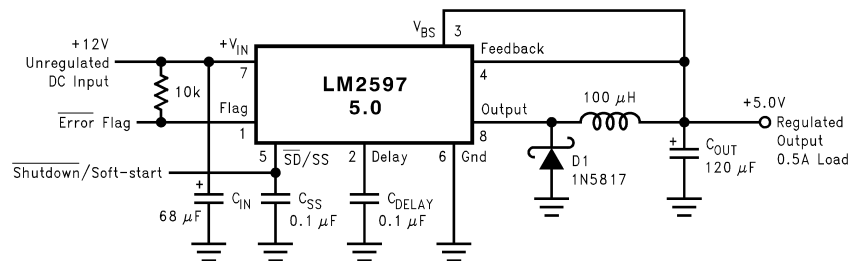 V_BS 3
+12V
Unregulated
DC Input
+V_IN
7
10k
Flag
1
Error Flag
LM2597
5.0
Feedback
4
Output
8
100 μH
+5.0V
Regulated
Output
0.5A Load
+
C_OUT
120 μF
D1
1N5817
5 SD/SS
2 Delay
6 Gnd
Shutdown/Soft-start
+
C_IN
68 μF
C_SS
0.1 μF
C_DELAY
0.1 μF